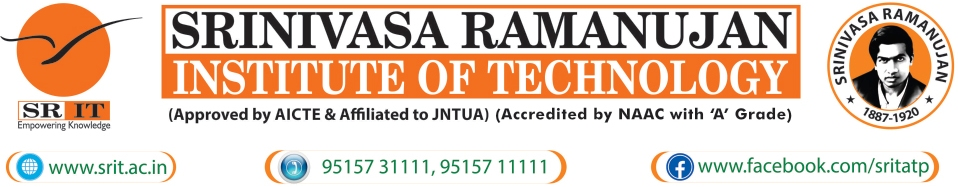 SRINIVASA RAMANUJAN
INSTITUTE OF TECHNOLOGY
(Approved by AICTE & Affiliated to JNTUA) (Accredited by NAAC with ‘A’ Grade)
SR IT
Empowering Knowledge
SRINIVASA RAMANUJAN
★ 1887-1920 ★
www.srit.ac.in
95157 31111, 95157 11111
www.facebook.com/sritatp